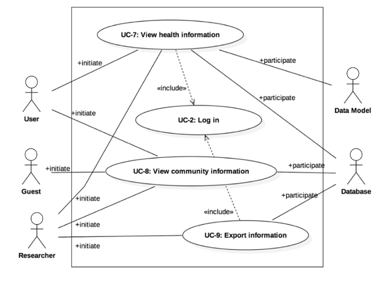 UC-7: View health information
+initiate
+participate
«include»
+participate
User
Data Model
+initiate
UC-2: Log in
Guest
+initiate
UC-8: View community information
+participate
Database
+initiate
+participate
«include»
+initiate
UC-9: Export information
+initiate
Researcher